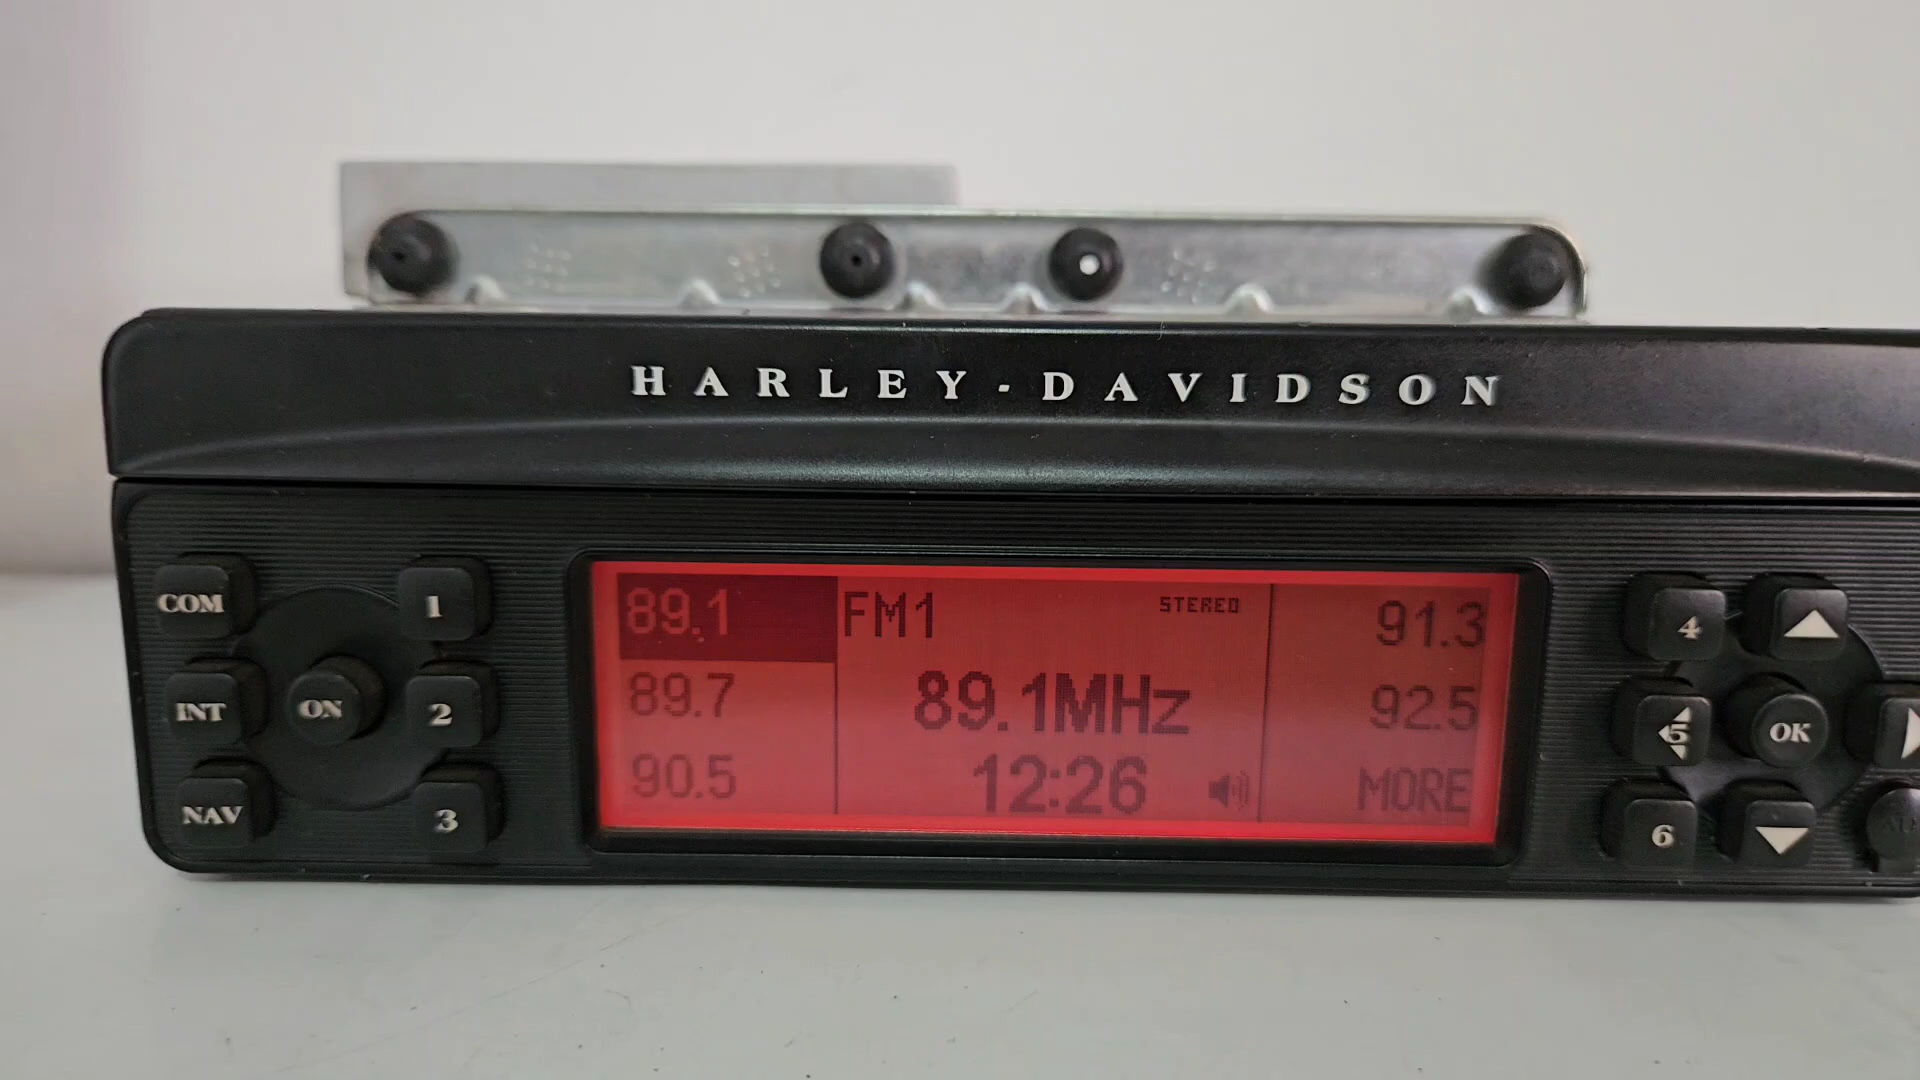 HARLEY-DAVIDSON
COM 1
INT ON 2
NAV 3
89.1 FM1 STEREO 91.3
89.7 89.1MHz 92.5
90.5 12:26 MORE
4
5 OK
6